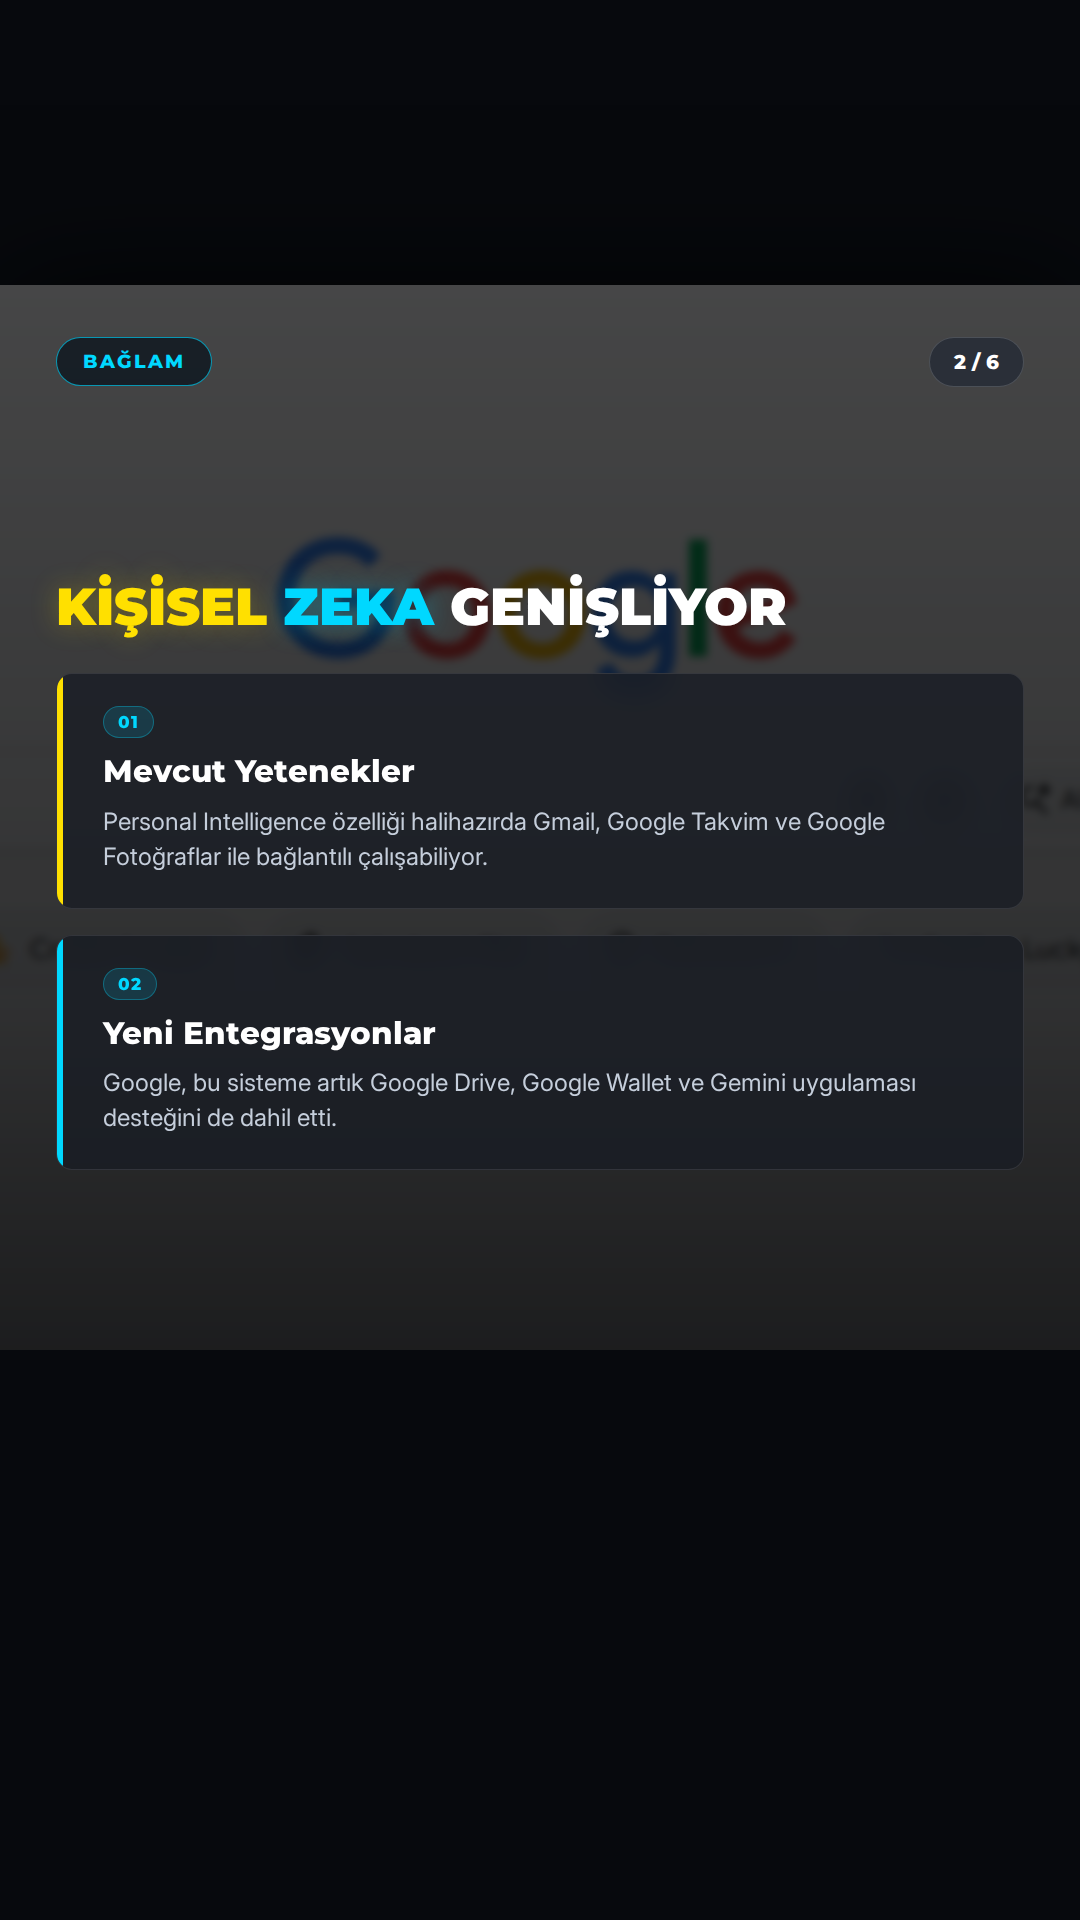 BAĞLAM
2 / 6
Google
KİŞİSEL ZEKA GENİŞLİYOR
01
Mevcut Yetenekler
Personal Intelligence özelliği halihazırda Gmail, Google Takvim ve Google
Fotoğraflar ile bağlantılı çalışabiliyor.
02
Yeni Entegrasyonlar
Google, bu sisteme artık Google Drive, Google Wallet ve Gemini uygulaması
desteğini de dahil etti.